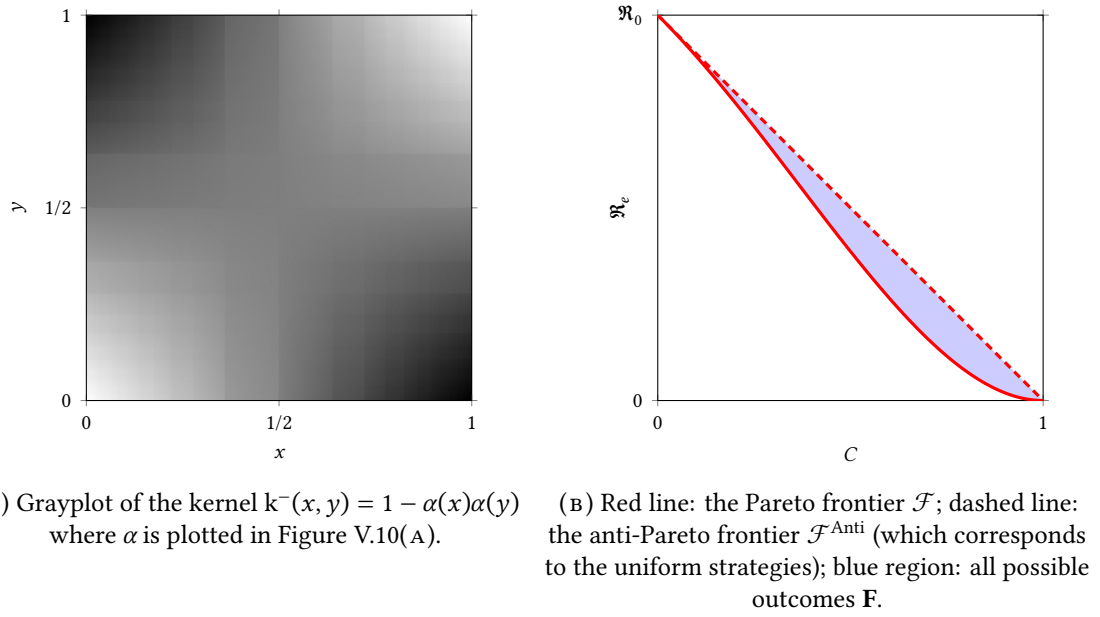 1
1/2
0
y
0
1/2
1
x
ℜ₀
ℜₑ
0
0
1
C
) Grayplot of the kernel k⁻(x, y) = 1 − α(x)α(y)
where α is plotted in Figure V.10(A).
(B) Red line: the Pareto frontier ℱ; dashed line:
the anti-Pareto frontier ℱ^Anti (which corresponds
to the uniform strategies); blue region: all possible
outcomes F.